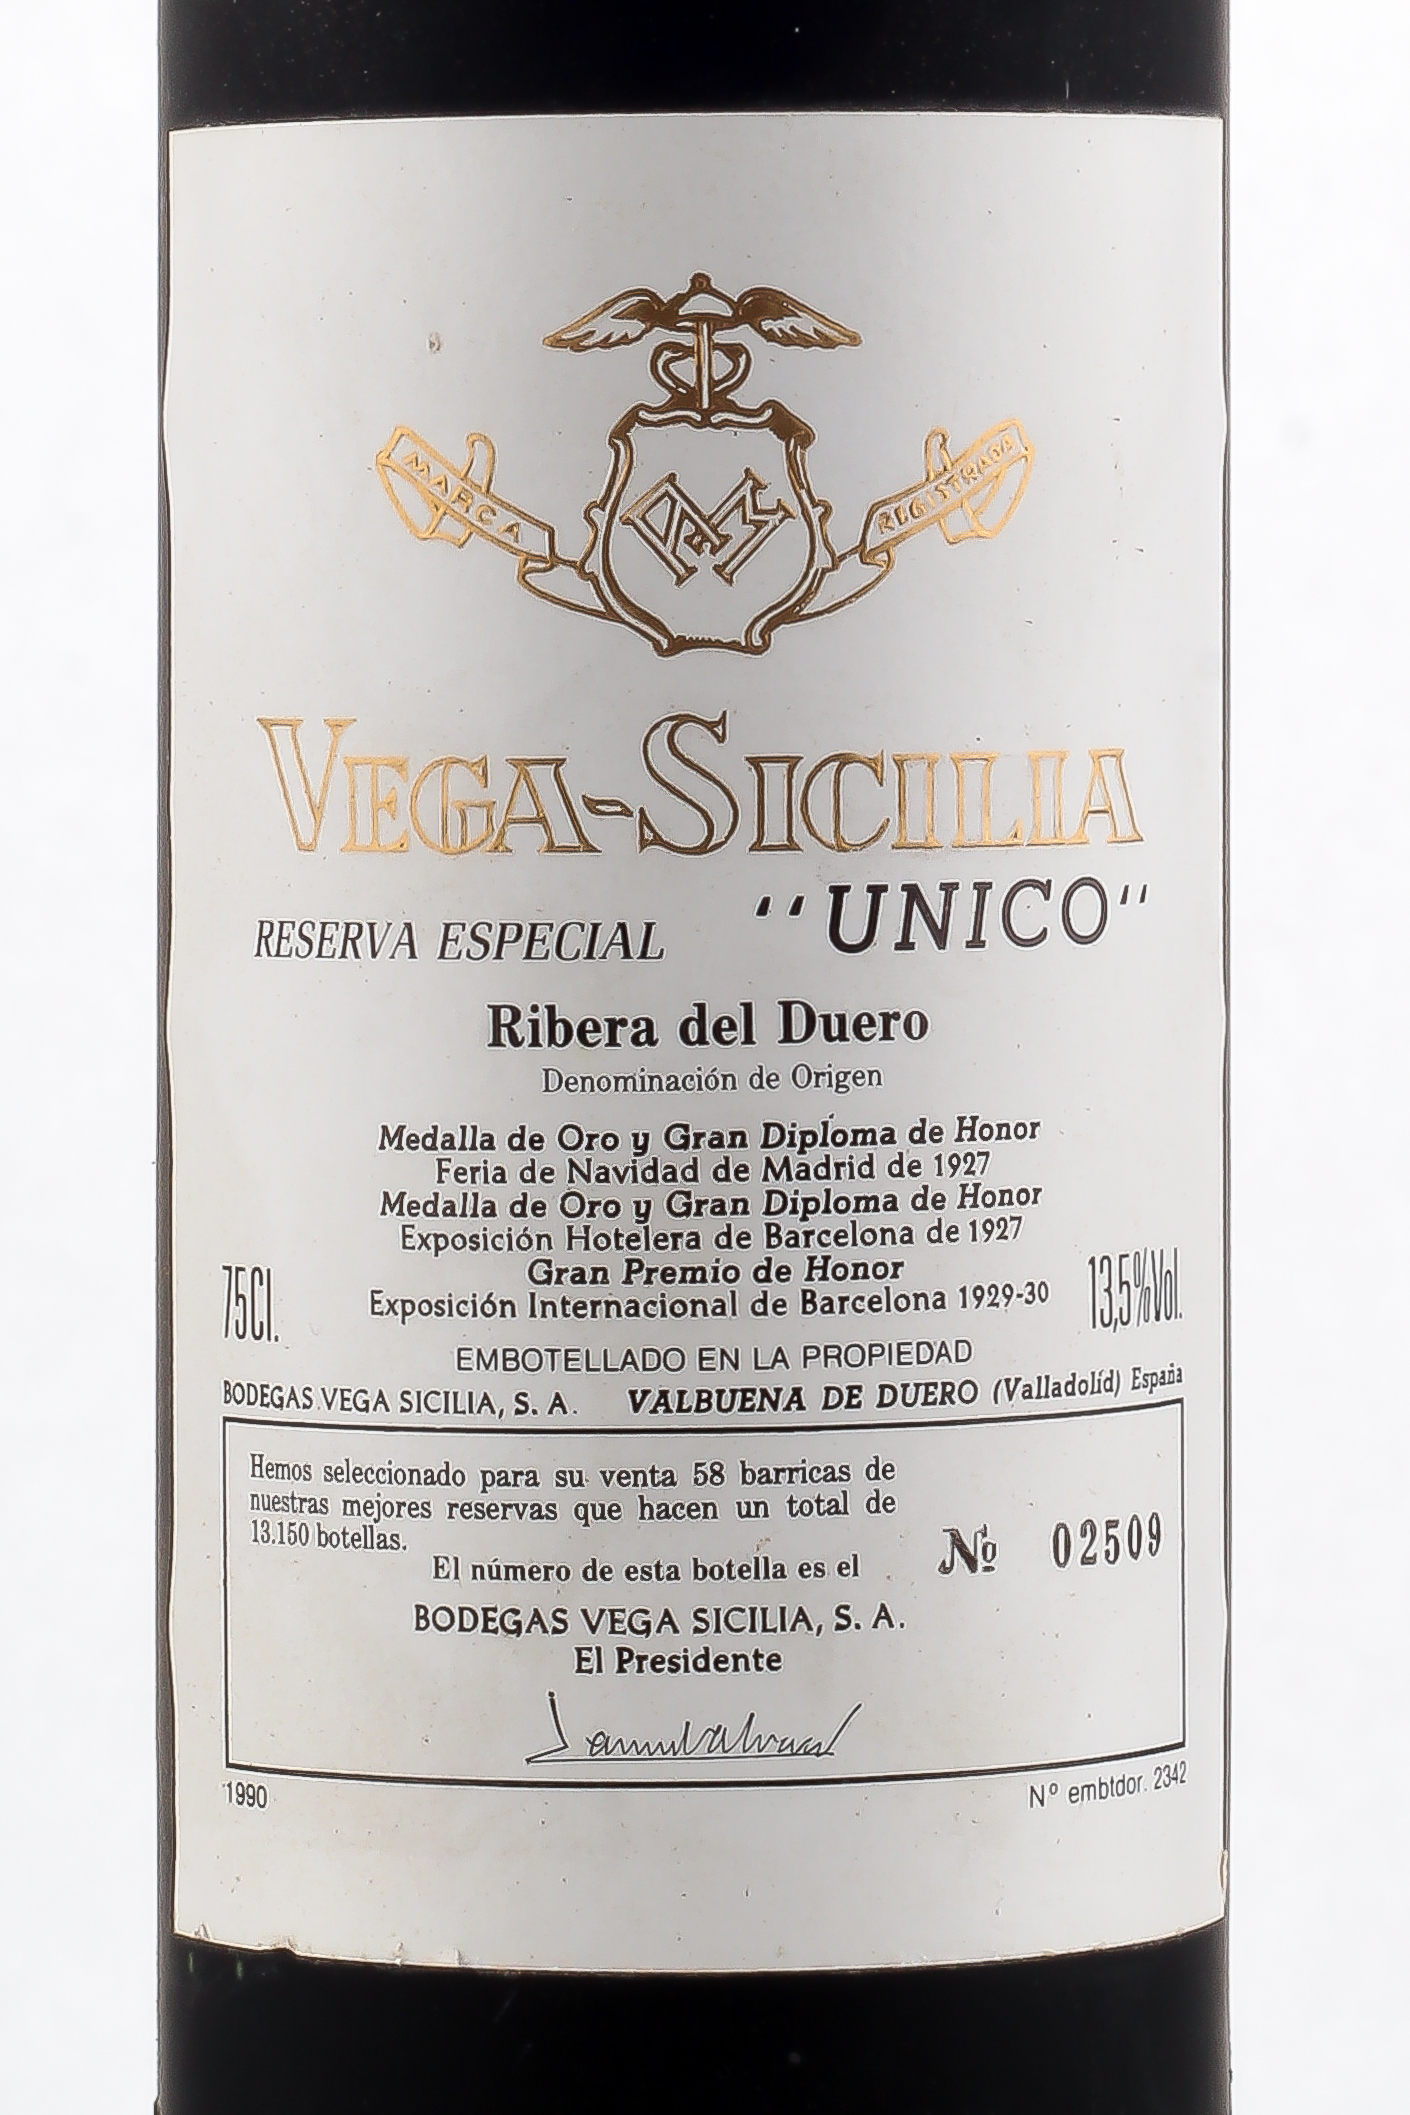 MARCA REGISTRADA
VEGA-SICILIA
RESERVA ESPECIAL "UNICO"
Ribera del Duero
Denominación de Origen
Medalla de Oro y Gran Diploma de Honor
Feria de Navidad de Madrid de 1927
Medalla de Oro y Gran Diploma de Honor
Exposición Hotelera de Barcelona de 1927
Gran Premio de Honor
Exposición Internacional de Barcelona 1929-30
75Cl. 13,5%Vol.
EMBOTELLADO EN LA PROPIEDAD
BODEGAS VEGA SICILIA, S. A. VALBUENA DE DUERO (Valladolíd) España
Hemos seleccionado para su venta 58 barricas de
nuestras mejores reservas que hacen un total de
13.150 botellas.
El número de esta botella es el Nº 02509
BODEGAS VEGA SICILIA, S. A.
El Presidente
1990 Nº embtdor. 2342